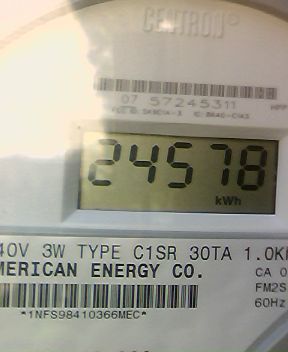 CENTRON®
07 57245311
24578
kWh
40V 3W TYPE C1SR 30TA 1.0K
MERICAN ENERGY CO.
CA 0
FM2S
60Hz
*1NFS98410366MEC*